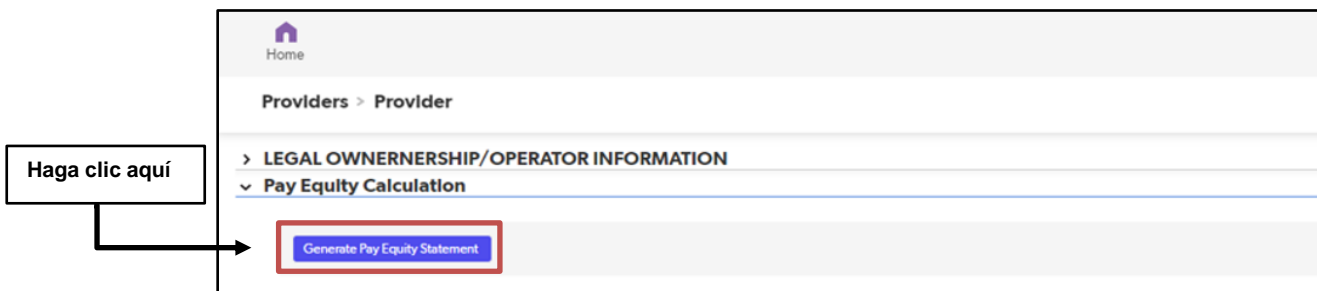 Home
Providers > Provider
> LEGAL OWNERNERSHIP/OPERATOR INFORMATION
Haga clic aquí
Pay Equity Calculation
Generate Pay Equity Statement